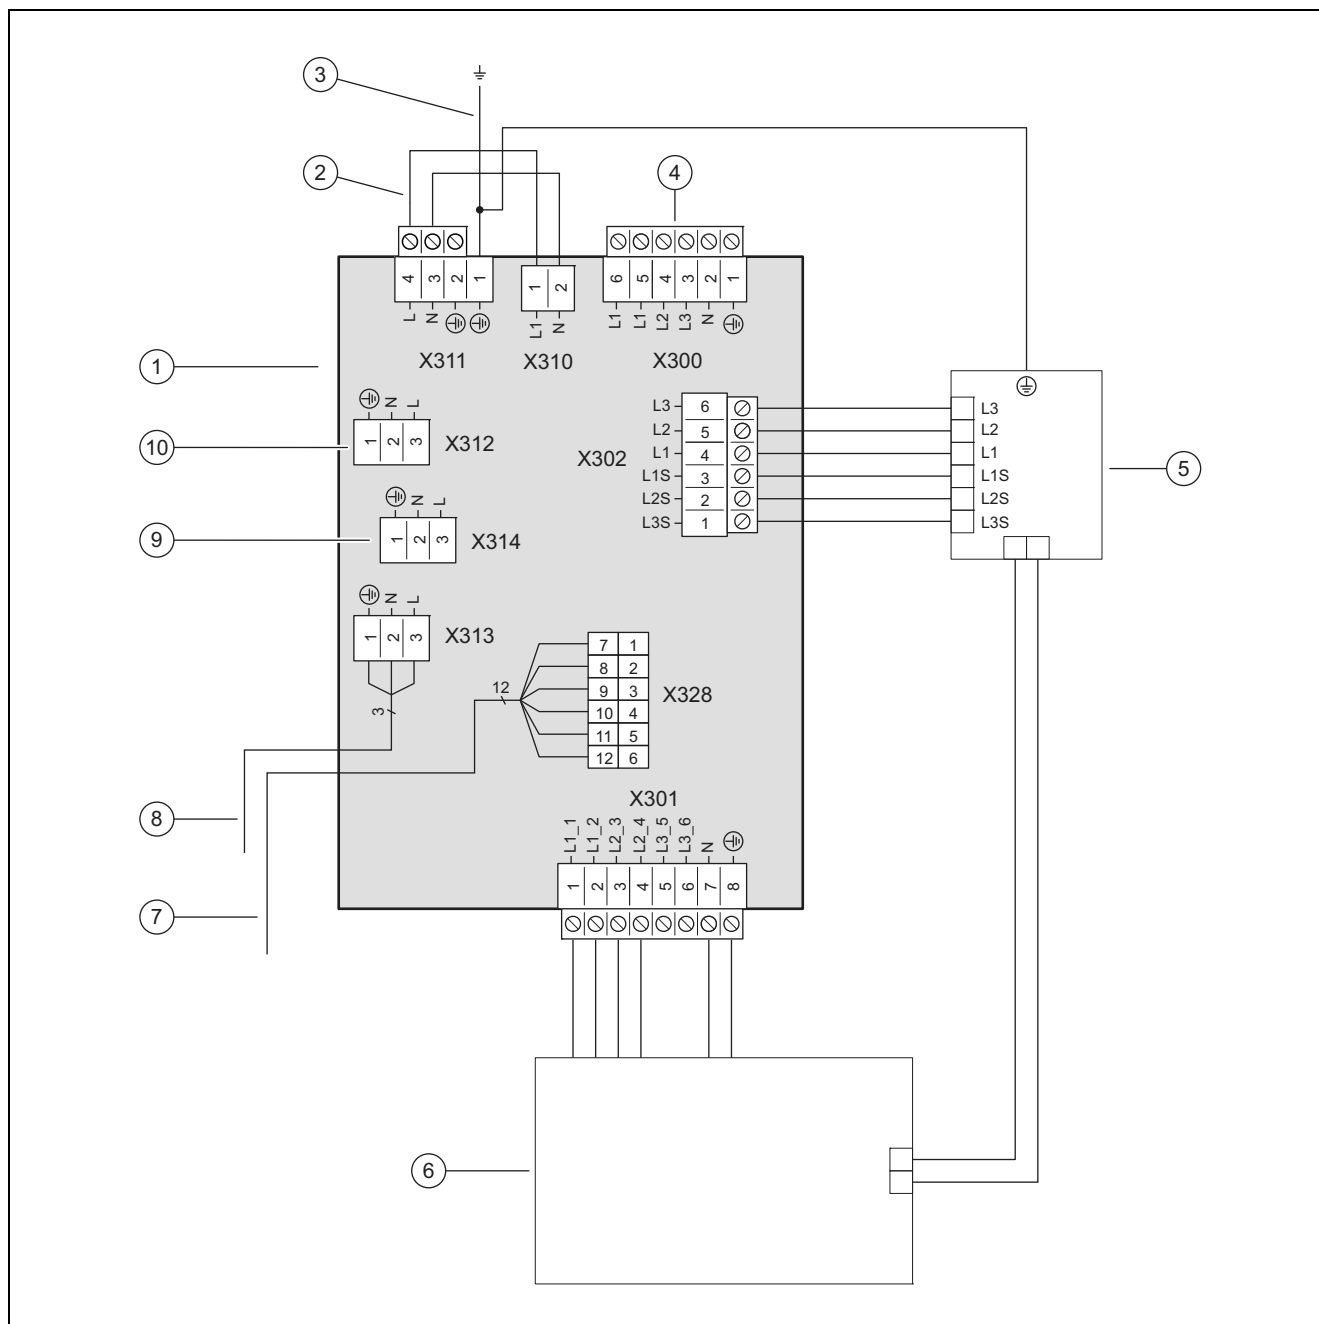 3
2
4
4 3 2 1
L N
X311
1 2
L1 N
X310
6 5 4 3 2 1
L1 L1 L2 L3 N
X300
1
N L
1 2 3
X312
10
N L
1 2 3
X314
9
N L
1 2 3
X313
3
X302
L3 6
L2 5
L1 4
L1S 3
L2S 2
L3S 1
L3
L2
L1
L1S
L2S
L3S
5
12
7 1
8 2
9 3
10 4
11 5
12 6
X328
8
7
X301
L1_1 L1_2 L2_3 L2_4 L3_5 L3_6 N
1 2 3 4 5 6 7 8
6